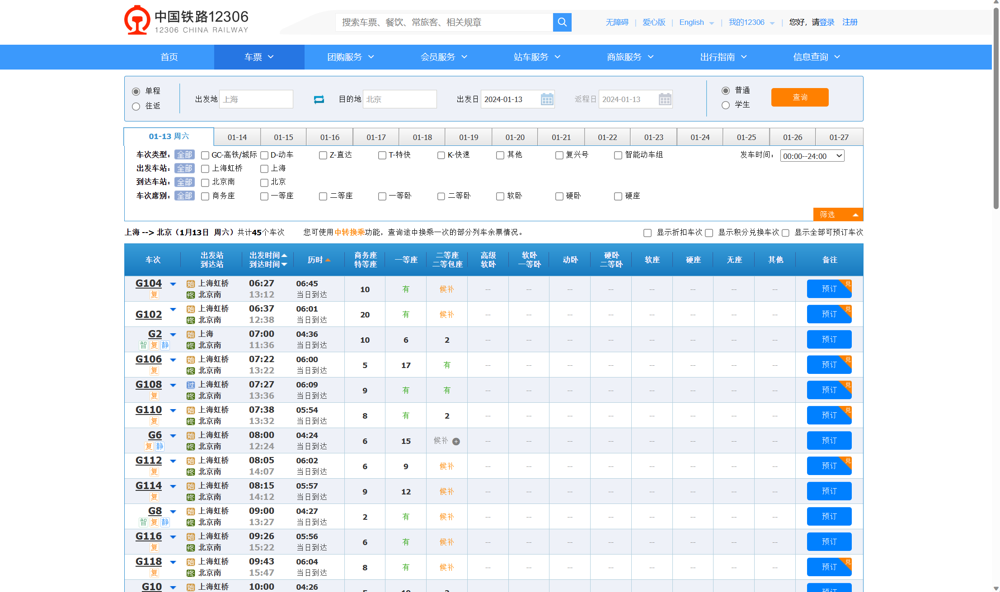 中国铁路12306
12306 CHINA RAILWAY
搜索车票、餐饮、常旅客、相关规章
无障碍 | 爱心版 | English | 我的12306 | 您好，请登录 注册
首页 车票 团购服务 会员服务 站车服务 商旅服务 出行指南 信息查询
单程
往返
出发地 上海 目的地 北京 出发日 2024-01-13 返程日 2024-01-13
普通
学生
查询
01-13 周六 01-14 01-15 01-16 01-17 01-18 01-19 01-20 01-21 01-22 01-23 01-24 01-25 01-26 01-27
车次类型： 全部 GC-高铁/城际 D-动车 Z-直达 T-特快 K-快速 其他 复兴号 智能动车组 发车时间： 00:00--24:00
出发车站： 全部 上海虹桥 上海
到达车站： 全部 北京南 北京
车次席别： 全部 商务座 一等座 二等座 一等卧 二等卧 软卧 硬卧 硬座
筛选
上海 --> 北京（1月13日 周六）共计45个车次 您可使用中转换乘功能，查询途中换乘一次的部分列车余票情况。 显示折扣车次 显示积分兑换车次 显示全部可预订车次
车次 出发站 到达站 出发时间 到达时间 历时 商务座 特等座 一等座 二等座 二等包座 高级 软卧 软卧 一等卧 动卧 硬卧 二等卧 软座 硬座 无座 其他 备注
G104 始 上海虹桥 06:27 06:45 10 有 候补 -- -- -- -- -- -- -- -- 预订 兑
复 终 北京南 13:12 当日到达
G102 始 上海虹桥 06:37 06:01 20 有 候补 -- -- -- -- -- -- -- -- 预订 兑
终 北京南 12:38 当日到达
G2 始 上海 07:00 04:36 10 6 2 -- -- -- -- -- -- -- -- 预订
智 复 静 终 北京南 11:36 当日到达
G106 始 上海虹桥 07:22 06:00 5 17 有 -- -- -- -- -- -- -- -- 预订 兑
复 终 北京南 13:22 当日到达
G108 过 上海虹桥 07:27 06:09 9 有 有 -- -- -- -- -- -- -- -- 预订 兑
复 终 北京南 13:36 当日到达
G110 始 上海虹桥 07:38 05:54 8 有 2 -- -- -- -- -- -- -- -- 预订 兑
复 终 北京南 13:32 当日到达
G6 始 上海虹桥 08:00 04:24 6 15 候补 -- -- -- -- -- -- -- -- 预订
复 静 终 北京南 12:24 当日到达
G112 始 上海虹桥 08:05 06:02 6 9 候补 -- -- -- -- -- -- -- -- 预订 兑
复 终 北京南 14:07 当日到达
G114 始 上海虹桥 08:15 05:57 9 12 候补 -- -- -- -- -- -- -- -- 预订
复 终 北京南 14:12 当日到达
G8 始 上海虹桥 09:00 04:27 2 有 候补 -- -- -- -- -- -- -- -- 预订
智 复 静 终 北京南 13:27 当日到达
G116 始 上海虹桥 09:26 05:56 6 有 候补 -- -- -- -- -- -- -- -- 预订
复 终 北京南 15:22 当日到达
G118 始 上海虹桥 09:43 06:04 8 有 候补 -- -- -- -- -- -- -- -- 预订 兑
复 终 北京南 15:47 当日到达
G10 始 上海虹桥 10:00 04:26